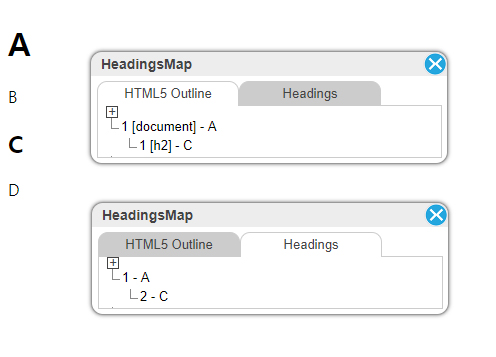 A
B
C
D
HeadingsMap
HTML5 Outline Headings
1 [document] - A
1 [h2] - C
HeadingsMap
HTML5 Outline Headings
1 - A
2 - C